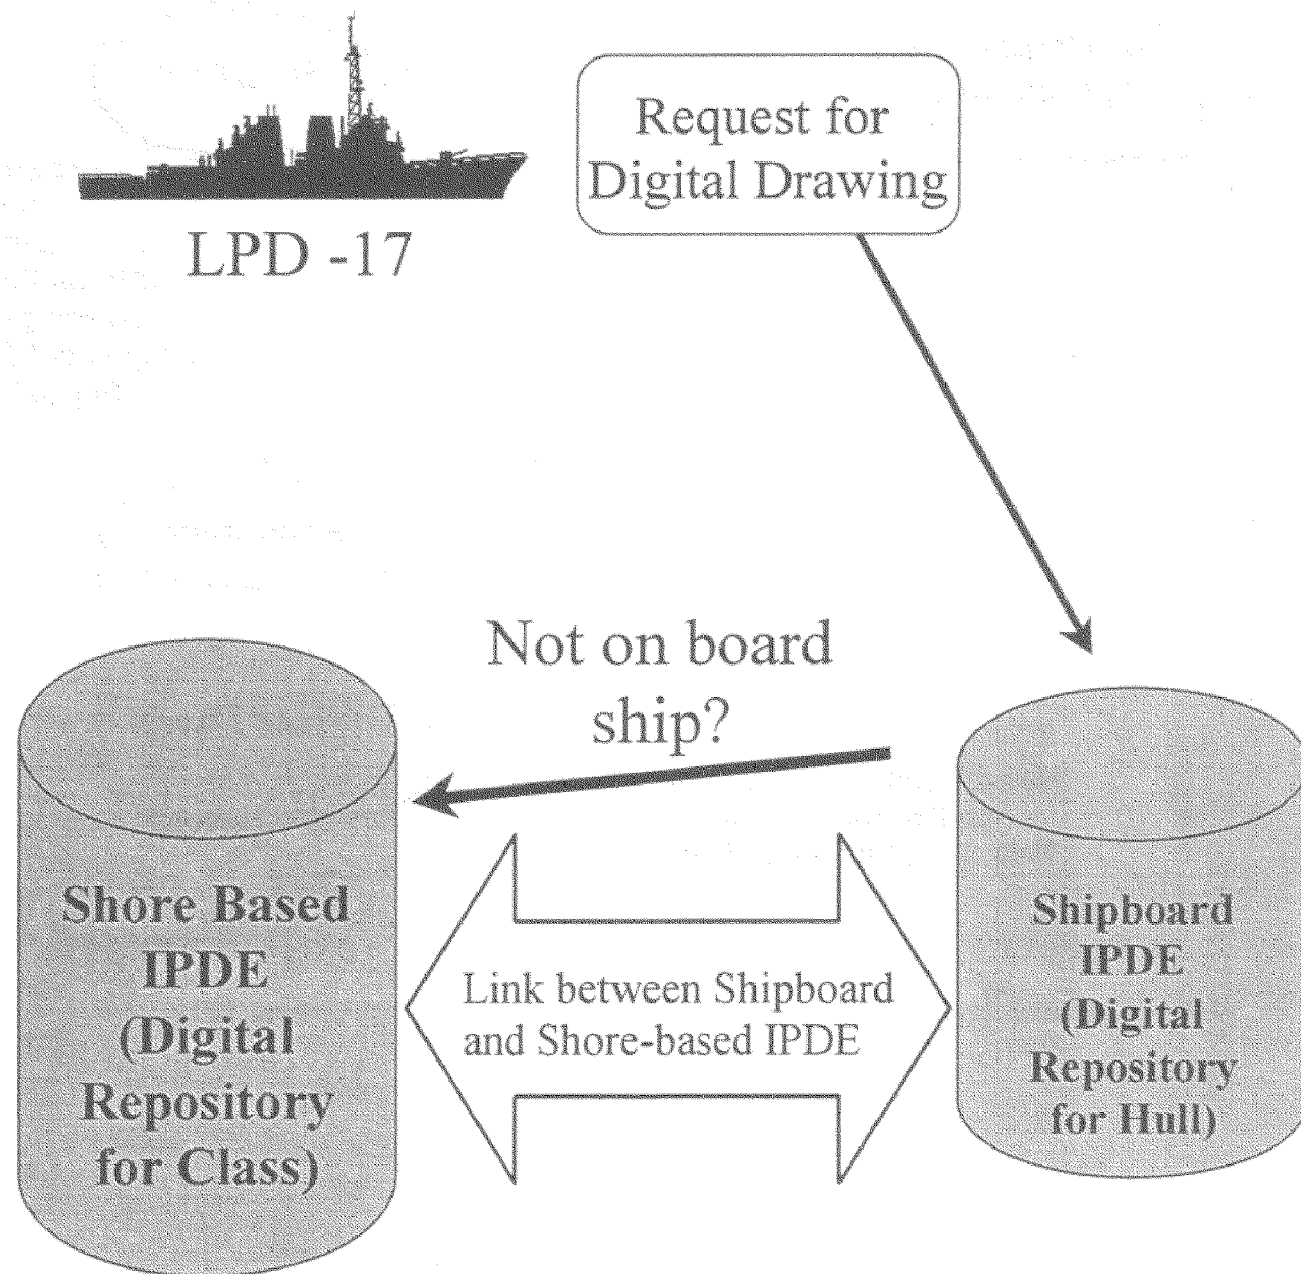 Request for
Digital Drawing
LPD -17
Not on board
ship?
Shore Based
IPDE
(Digital
Repository
for Class)
Link between Shipboard
and Shore-based IPDE
Shipboard
IPDE
(Digital
Repository
for Hull)